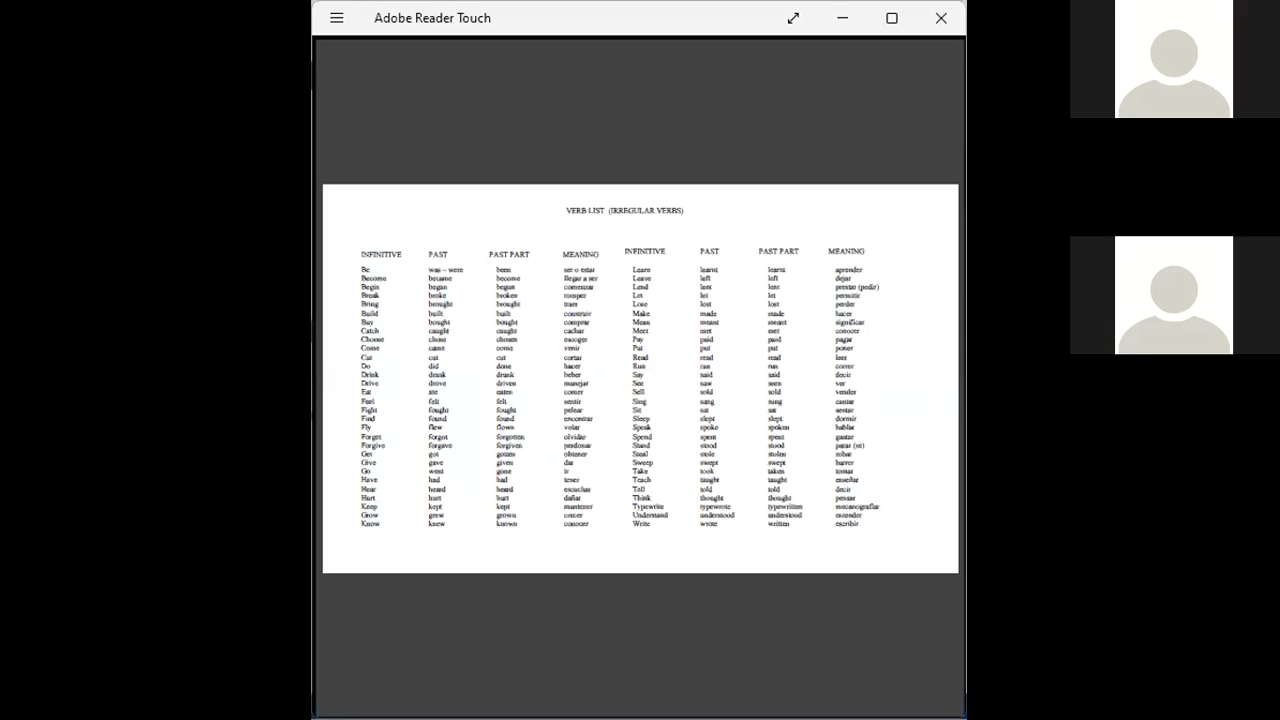 Adobe Reader Touch
VERB LIST (IRREGULAR VERBS)
INFINITIVE PAST PAST PART MEANING INFINITIVE PAST PAST PART MEANING
Be was – were been ser o estar Learn learnt learnt aprender
Become became become llegar a ser Leave left left dejar
Begin began began comenzar Lend lent lent prestar (pedir)
Break broke broken romper Let let let permitir
Bring brought brought traer Lose lost lost perder
Build built built construir Make made made hacer
Buy bought bought comprar Mean meant meant significar
Catch caught caught cachar Meet met met conocer
Choose chose chosen escoger Pay paid paid pagar
Come came come venir Put put put poner
Cut cut cut cortar Read read read leer
Do did done hacer Run ran run correr
Drink drank drunk beber Say said said decir
Drive drove driven manejar See saw seen ver
Eat ate eaten comer Sell sold sold vender
Feel felt felt sentir Sing sang sung cantar
Fight fought fought pelear Sit sat sat sentar
Find found found encontrar Sleep slept slept dormir
Fly flew flown volar Speak spoke spoken hablar
Forget forgot forgotten olvidar Spend spent spent gastar
Forgive forgave forgiven perdonar Stand stood stood parar (se)
Get got gotten obtener Steal stole stolen robar
Give gave given dar Sweep swept swept barrer
Go went gone ir Take took taken tomar
Have had had tener Teach taught taught enseñar
Hear heard heard escuchar Tell told told decir
Hurt hurt hurt dañar Think thought thought pensar
Keep kept kept mantener Typewrite typewrote typewritten mecanografiar
Grow grew grown crecer Understand understood understood entender
Know knew known conocer Write wrote written escribir